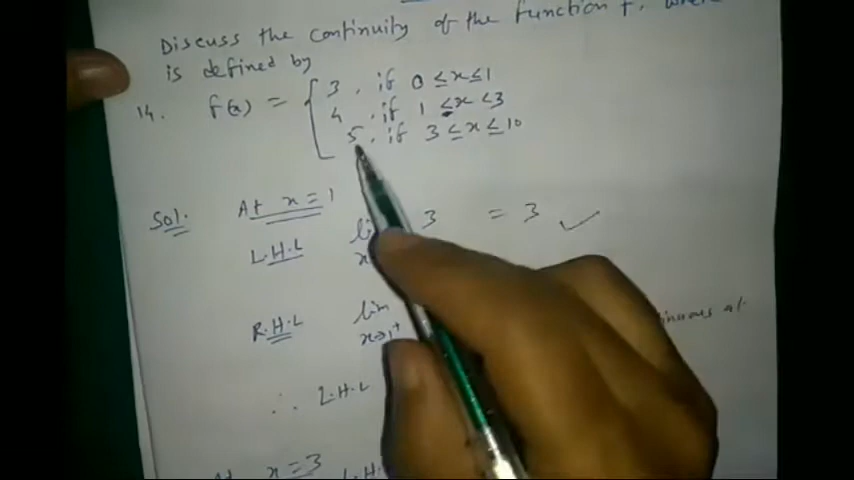 Discuss the continuity of the function f, where
is defined by
14. f(x) = { 3 , if 0 ≤ x ≤ 1
4 , if 1 ≤ x ≤ 3
5 , if 3 ≤ x ≤ 10
Sol. At x = 1
L.H.L 3 = 3 ✓
R.H.L lim x→1⁺ at
∴ L.H.L
At x = 3 L.H.